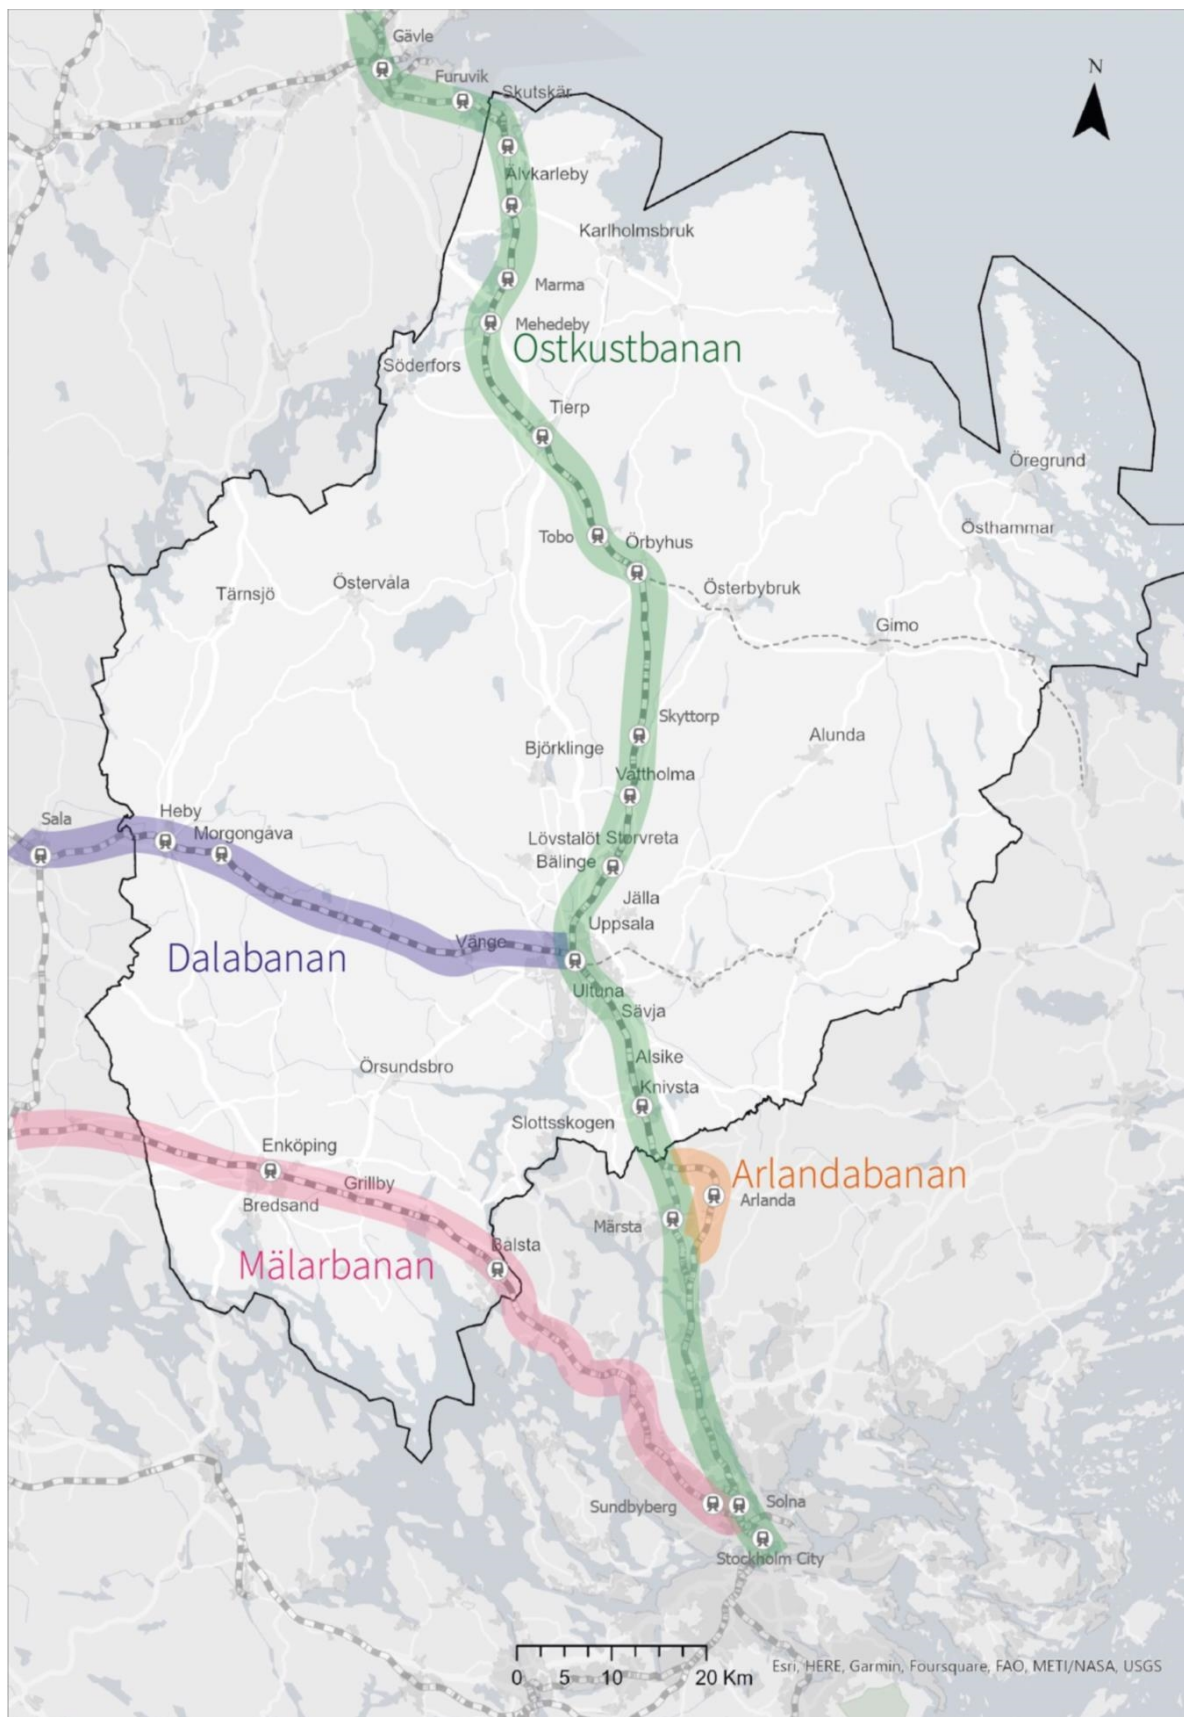 Gävle
N
Furuvik
Skutskär
Älvkarleby
Karlholmsbruk
Marma
Mehedeby
Ostkustbanan
Söderfors
Tierp
Öregrund
Östhammar
Tobo
Örbyhus
Östervåla
Österbybruk
Tärnsjö
Gimo
Skyttorp
Alunda
Björklinge
Vattholma
Heby
Sala
Morgongåva
Lövstalöt Storvreta
Bälinge
Jälla
Uppsala
Vänge
Dalabanan
Ultuna
Sävja
Alsike
Örsundsbro
Knivsta
Slottsskogen
Enköping
Arlandabanan
Grillby
Arlanda
Bredsand
Märsta
Bålsta
Mälarbanan
Solna
Sundbyberg
Stockholm City
0 5 10 20 Km
Esri, HERE, Garmin, Foursquare, FAO, METI/NASA, USGS